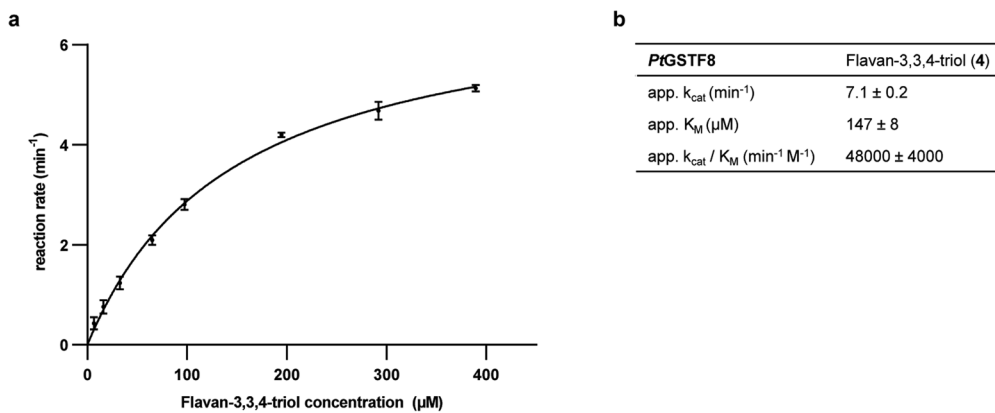 a
6
4
2
0
reaction rate (min⁻¹)
0 100 200 300 400
Flavan-3,3,4-triol concentration (µM)
b
PtGSTF8 Flavan-3,3,4-triol (4)
app. kcat (min⁻¹) 7.1 ± 0.2
app. KM (µM) 147 ± 8
app. kcat / KM (min⁻¹ M⁻¹) 48000 ± 4000